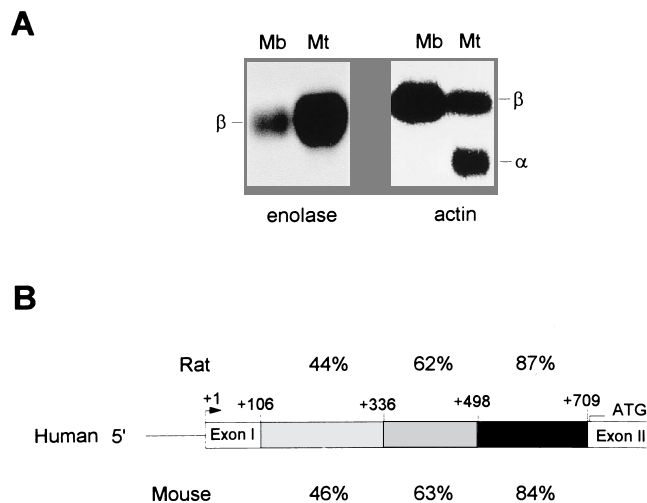 A
Mb Mt Mb Mt
β β
α
enolase actin
B
Rat 44% 62% 87%
+1 +106 +336 +498 +709 ATG
Human 5' Exon I Exon II
Mouse 46% 63% 84%